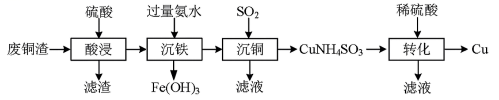 硫酸 过量氨水 SO₂ 稀硫酸
废铜渣 酸浸 沉铁 沉铜 CuNH4SO₃ 转化 Cu
滤渣 Fe(OH)₃ 滤液 滤液